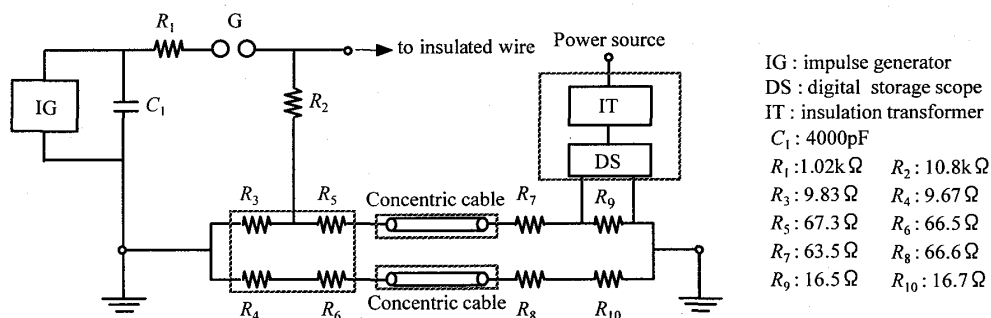 R1
G
to insulated wire
Power source
IG
C1
R2
IT
DS
R3
R5
Concentric cable
R7
R9
R4
R6
Concentric cable
R8
R10
IG : impulse generator
DS : digital storage scope
IT : insulation transformer
C1 : 4000pF
R1 :1.02kΩ R2 : 10.8kΩ
R3 : 9.83Ω R4 : 9.67Ω
R5 : 67.3Ω R6 : 66.5Ω
R7 : 63.5Ω R8 : 66.6Ω
R9 : 16.5Ω R10 : 16.7Ω